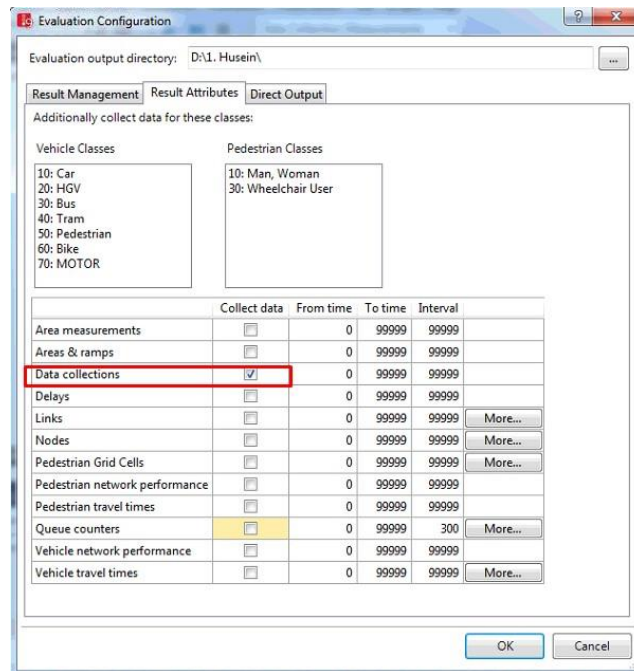 Evaluation Configuration
Evaluation output directory: D:\1. Husein\ ...
Result Management Result Attributes Direct Output
Additionally collect data for these classes:
Vehicle Classes Pedestrian Classes
10: Car 10: Man, Woman
20: HGV 30: Wheelchair User
30: Bus
40: Tram
50: Pedestrian
60: Bike
70: MOTOR
Collect data From time To time Interval
Area measurements 0 99999 99999
Areas & ramps 0 99999 99999
Data collections 0 99999 99999
Delays 0 99999 99999
Links 0 99999 99999 More...
Nodes 0 99999 99999 More...
Pedestrian Grid Cells 0 99999 99999 More...
Pedestrian network performance 0 99999 99999
Pedestrian travel times 0 99999 99999
Queue counters 0 99999 300 More...
Vehicle network performance 0 99999 99999
Vehicle travel times 0 99999 99999 More...
OK Cancel